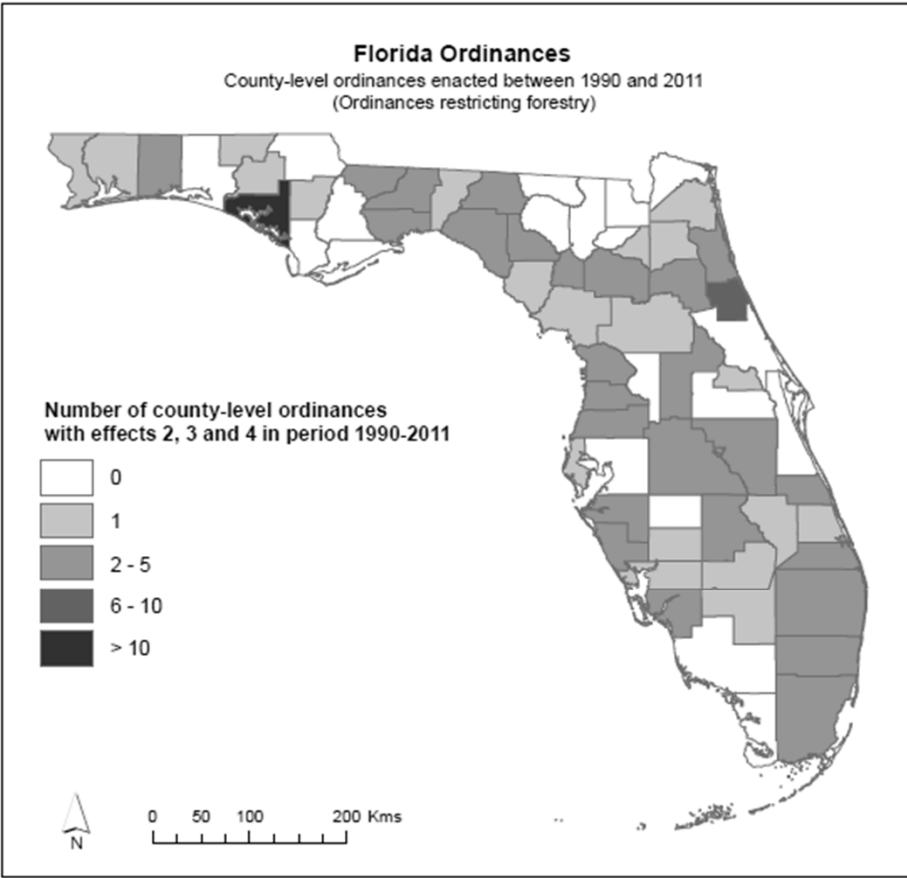 Florida Ordinances
County-level ordinances enacted between 1990 and 2011
(Ordinances restricting forestry)
Number of county-level ordinances
with effects 2, 3 and 4 in period 1990-2011
0
1
2 - 5
6 - 10
> 10
0 50 100 200 Kms
N